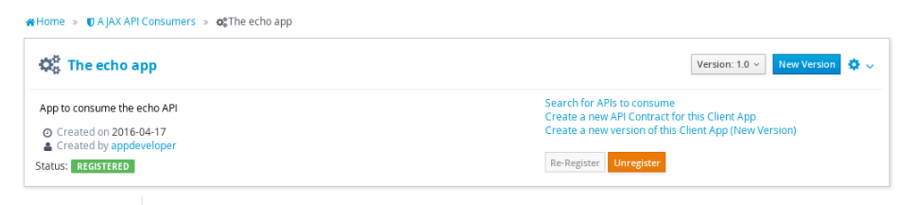 Home » AJAX API Consumers » The echo app
The echo app
Version: 1.0 New Version
App to consume the echo API
Created on 2016-04-17
Created by appdeveloper
Status: REGISTERED
Search for APIs to consume
Create a new API Contract for this Client App
Create a new version of this Client App (New Version)
Re-Register Unregister